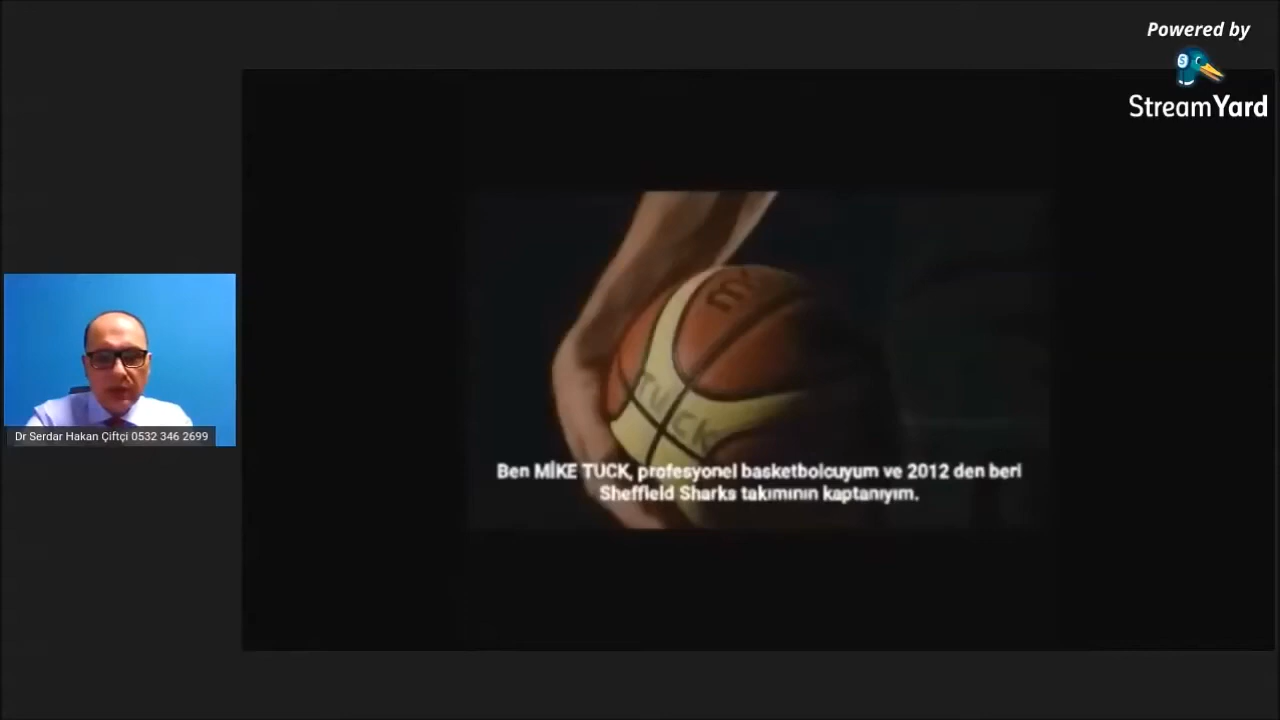 Powered by
StreamYard
TUCK
Ben MİKE TUCK, profesyonel basketbolcuyum ve 2012 den beri
Sheffield Sharks takımının kaptanıyım.
Dr Serdar Hakan Çiftçi 0532 346 2699